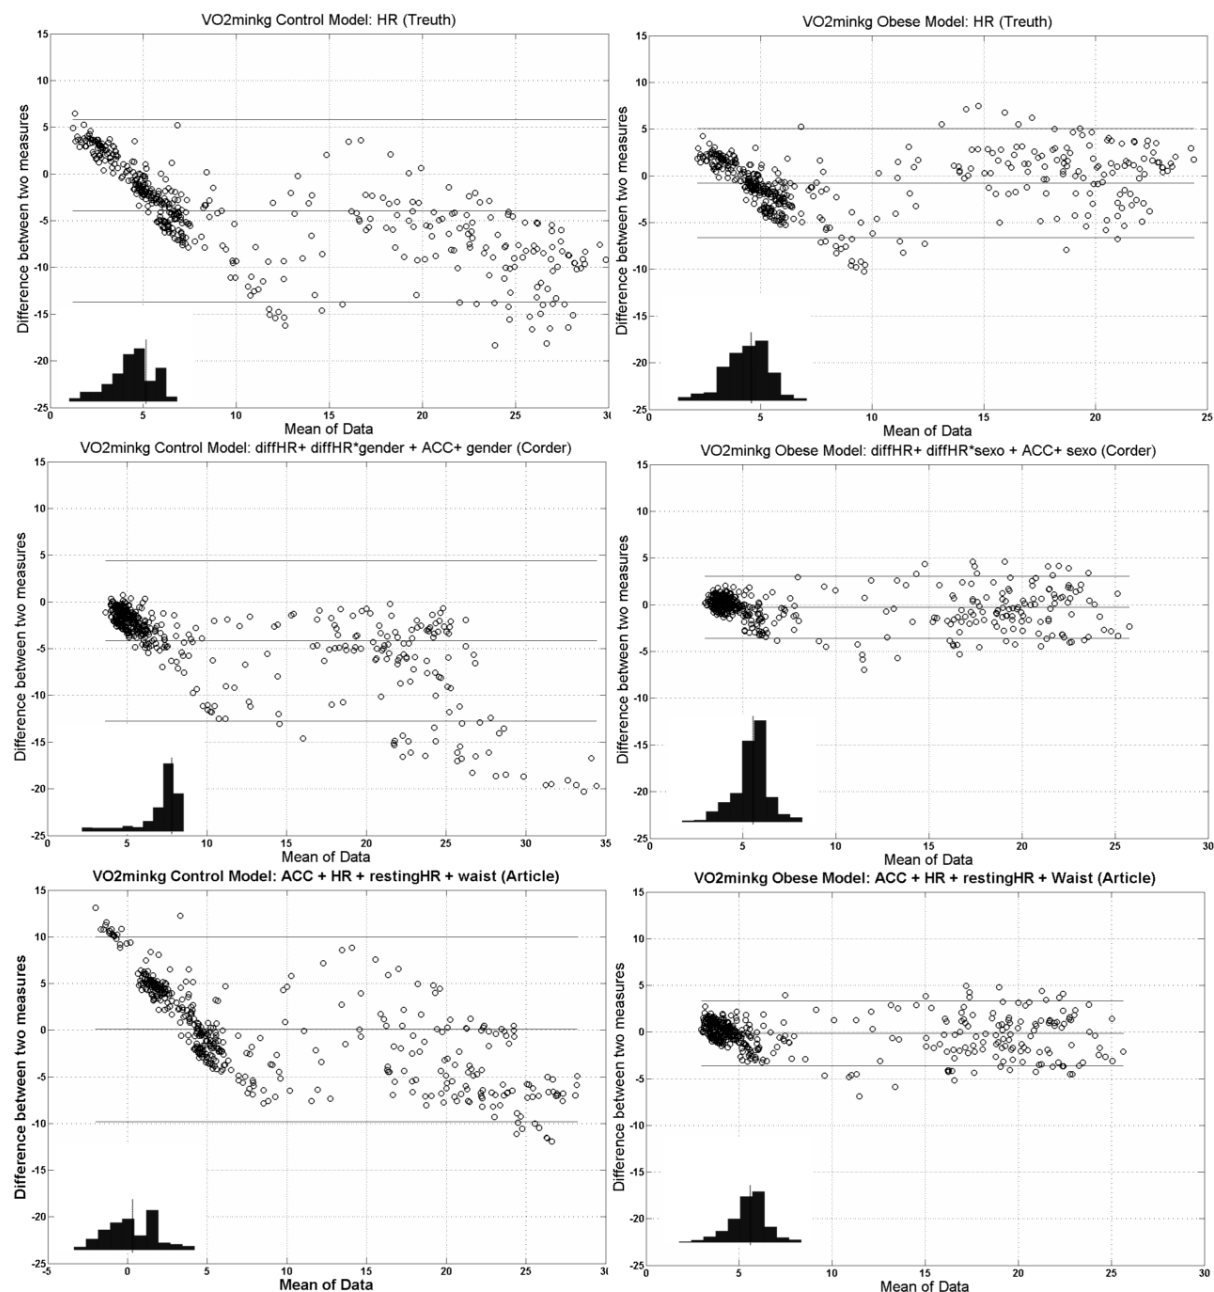 VO2minkg Control Model: HR (Treuth)
15
10
5
0
-5
-10
-15
-20
-25
Difference between two measures
0 5 10 15 20 25 30
Mean of Data
VO2minkg Obese Model: HR (Treuth)
15
10
5
0
-5
-10
-15
-20
-25
Difference between two measures
0 5 10 15 20 25
Mean of Data
VO2minkg Control Model: diffHR+ diffHR*gender + ACC+ gender (Corder)
15
10
5
0
-5
-10
-15
-20
-25
Difference between two measures
0 5 10 15 20 25 30 35
Mean of Data
VO2minkg Obese Model: diffHR+ diffHR*sexo + ACC+ sexo (Corder)
15
10
5
0
-5
-10
-15
-20
-25
Difference between two measures
0 5 10 15 20 25 30
Mean of Data
VO2minkg Control Model: ACC + HR + restingHR + waist (Article)
15
10
5
0
-5
-10
-15
-20
-25
Difference between two measures
-5 0 5 10 15 20 25 30
Mean of Data
VO2minkg Obese Model: ACC + HR + restingHR + Waist (Article)
15
10
5
0
-5
-10
-15
-20
-25
Difference between two measures
0 5 10 15 20 25 30
Mean of Data